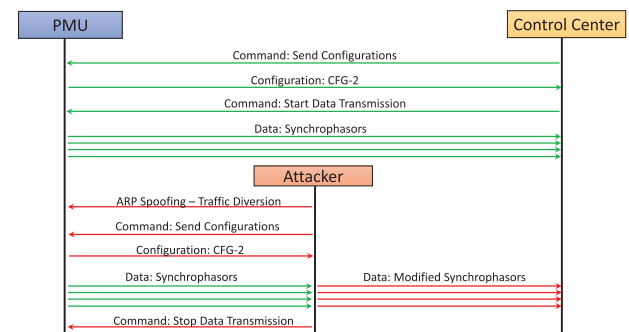 PMU
Control Center
Command: Send Configurations
Configuration: CFG-2
Command: Start Data Transmission
Data: Synchrophasors
Attacker
ARP Spoofing – Traffic Diversion
Command: Send Configurations
Configuration: CFG-2
Data: Synchrophasors
Data: Modified Synchrophasors
Command: Stop Data Transmission